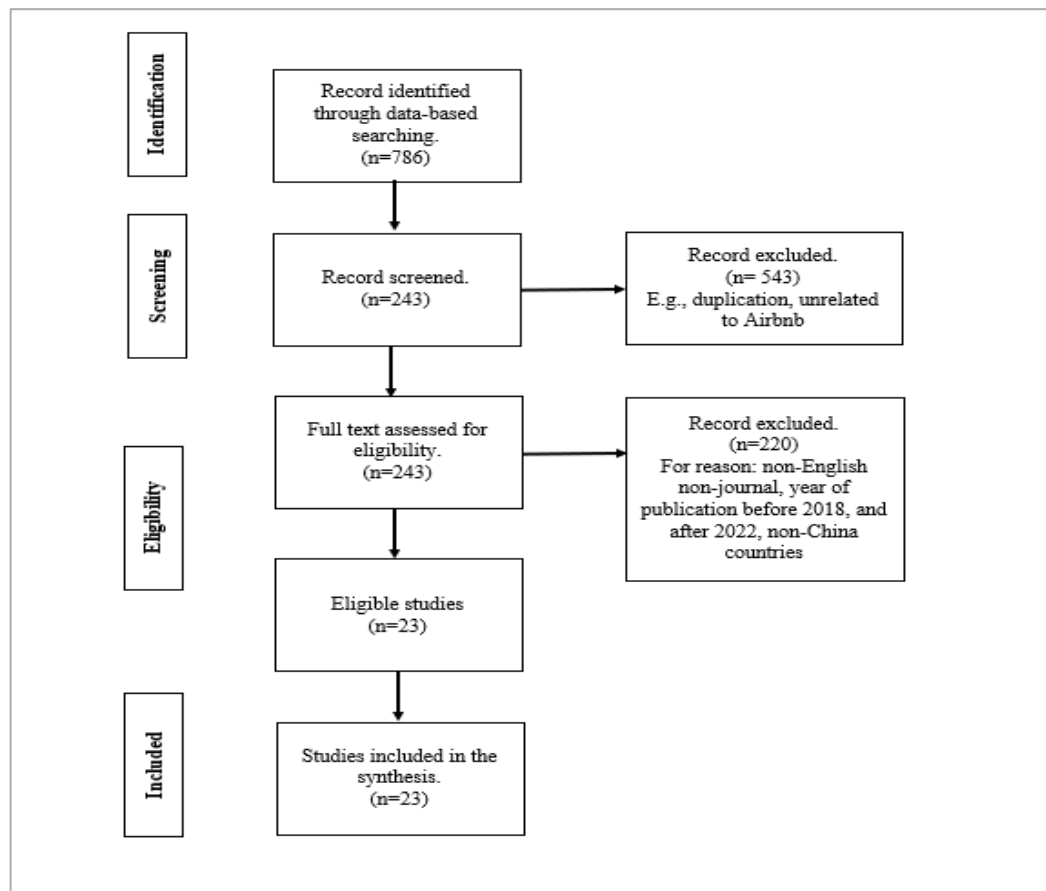 Identification
Record identified
through data-based
searching.
(n=786)
Screening
Record screened.
(n=243)
Record excluded.
(n= 543)
E.g., duplication, unrelated
to Airbnb
Eligibility
Full text assessed for
eligibility.
(n=243)
Record excluded.
(n=220)
For reason: non-English
non-journal, year of
publication before 2018, and
after 2022, non-China
countries
Eligible studies
(n=23)
Included
Studies included in the
synthesis.
(n=23)